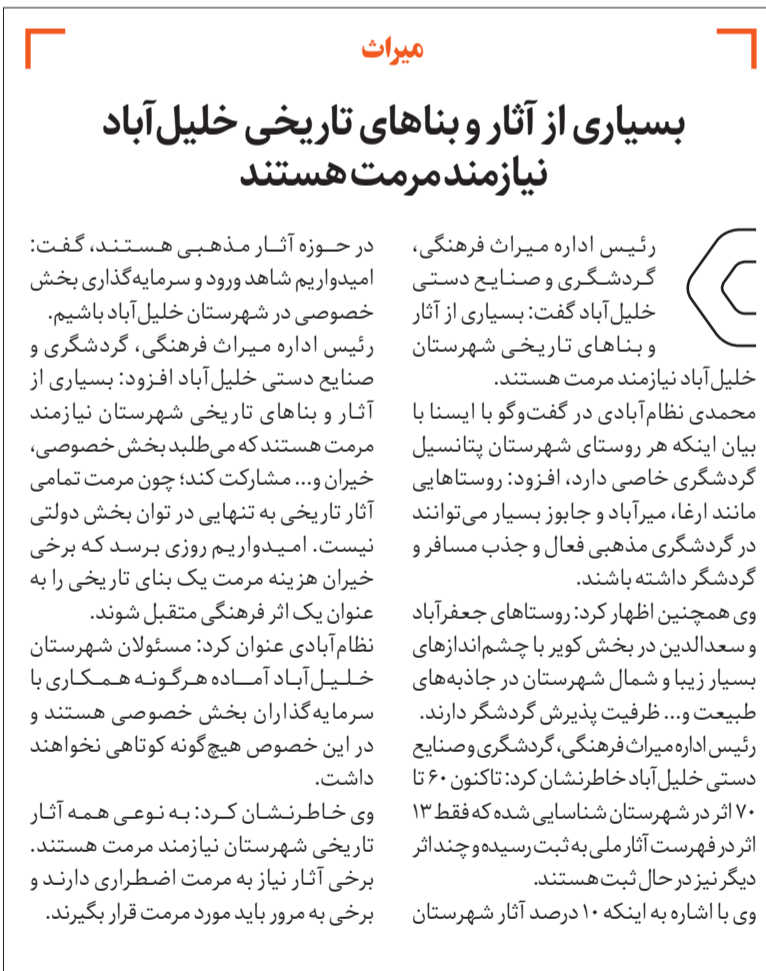 میراث
بسیاری از آثار و بناهای تاریخی خلیل‌آباد
نیازمند مرمت هستند
رئیس اداره میراث فرهنگی،
گردشگری و صنایع دستی
خلیل‌آباد گفت: بسیاری از آثار
و بناهای تاریخی شهرستان
خلیل‌آباد نیازمند مرمت هستند.
محمدی نظام‌آبادی در گفت‌وگو با ایسنا با
بیان اینکه هر روستای شهرستان پتانسیل
گردشگری خاصی دارد، افزود: روستاهایی
مانند ارغا، میرآباد و جابوز بسیار می‌توانند
در گردشگری مذهبی فعال و جذب مسافر و
گردشگر داشته باشند.
وی همچنین اظهار کرد: روستاهای جعفرآباد
و سعدالدین در بخش کویر با چشم‌اندازهای
بسیار زیبا و شمال شهرستان در جاذبه‌های
طبیعت و... ظرفیت پذیرش گردشگر دارند.
رئیس اداره میراث فرهنگی، گردشگری و صنایع
دستی خلیل‌آباد خاطرنشان کرد: تاکنون ۶۰ تا
۷۰ اثر در شهرستان شناسایی شده که فقط ۱۳
اثر در فهرست آثار ملی به ثبت رسیده و چند اثر
دیگر نیز در حال ثبت هستند.
وی با اشاره به اینکه ۱۰ درصد آثار شهرستان
در حوزه آثار مذهبی هستند، گفت:
امیدواریم شاهد ورود و سرمایه‌گذاری بخش
خصوصی در شهرستان خلیل‌آباد باشیم.
رئیس اداره میراث فرهنگی، گردشگری و
صنایع دستی خلیل‌آباد افزود: بسیاری از
آثار و بناهای تاریخی شهرستان نیازمند
مرمت هستند که می‌طلبد بخش خصوصی،
خیران و... مشارکت کند؛ چون مرمت تمامی
آثار تاریخی به تنهایی در توان بخش دولتی
نیست. امیدواریم روزی برسد که برخی
خیران هزینه مرمت یک بنای تاریخی را به
عنوان یک اثر فرهنگی متقبل شوند.
نظام‌آبادی عنوان کرد: مسئولان شهرستان
خلیل‌آباد آماده هرگونه همکاری با
سرمایه‌گذاران بخش خصوصی هستند و
در این خصوص هیچ‌گونه کوتاهی نخواهند
داشت.
وی خاطرنشان کرد: به نوعی همه آثار
تاریخی شهرستان نیازمند مرمت هستند.
برخی آثار نیاز به مرمت اضطراری دارند و
برخی به مرور باید مورد مرمت قرار بگیرند.